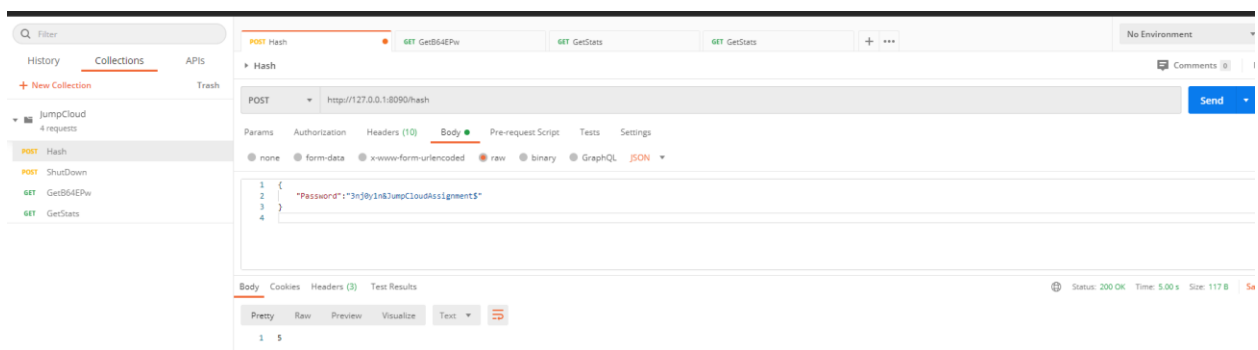 Filter
History Collections APIs
+ New Collection Trash
JumpCloud
4 requests
POST Hash
POST ShutDown
GET GetB64EPw
GET GetStats
POST Hash GET GetB64EPw GET GetStats GET GetStats + •••
No Environment
Hash
Comments 0
POST http://127.0.0.1:8090/hash
Send
Params Authorization Headers (10) Body Pre-request Script Tests Settings
none form-data x-www-form-urlencoded raw binary GraphQL JSON
1 {
2 "Password":"3nj0y1n&JumpCloudAssignment$"
3 }
4
Body Cookies Headers (3) Test Results
Status: 200 OK Time: 5.00 s Size: 117 B Sa
Pretty Raw Preview Visualize Text
1 5